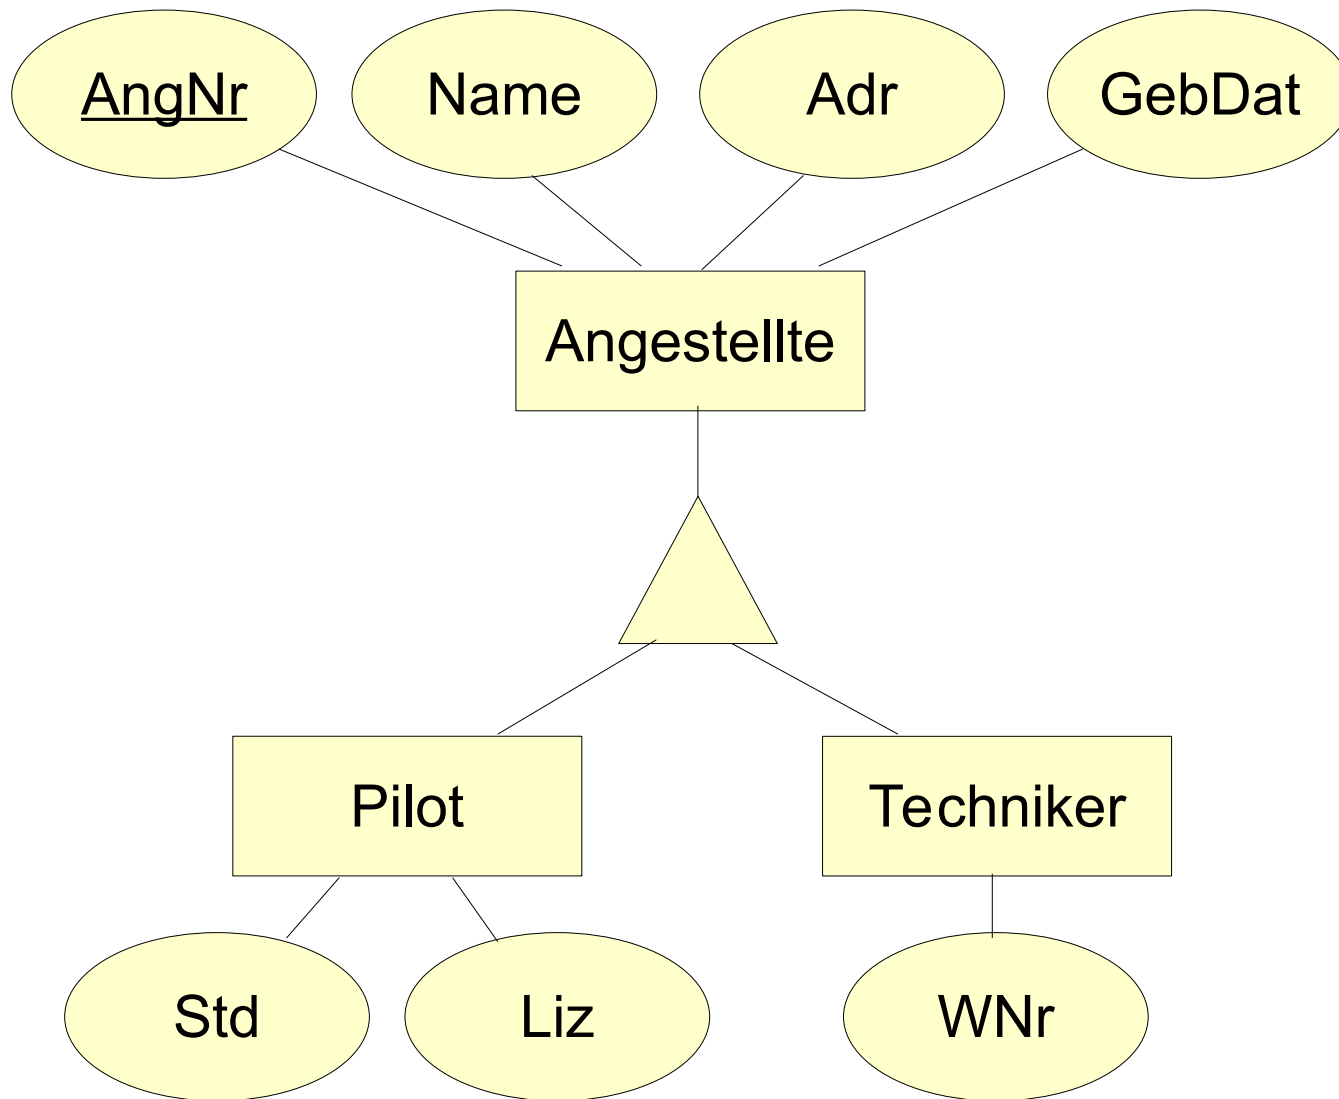 AngNr
Name
Adr
GebDat
Angestellte
Pilot
Techniker
Std
Liz
WNr